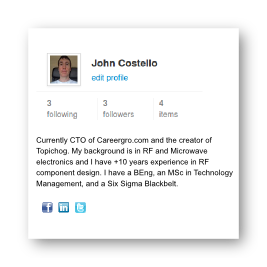 John Costello
edit profile
3 3 4
following followers items
Currently CTO of Careergro.com and the creator of
Topichog. My background is in RF and Microwave
electronics and I have +10 years experience in RF
component design. I have a BEng, an MSc in Technology
Management, and a Six Sigma Blackbelt.
f in t